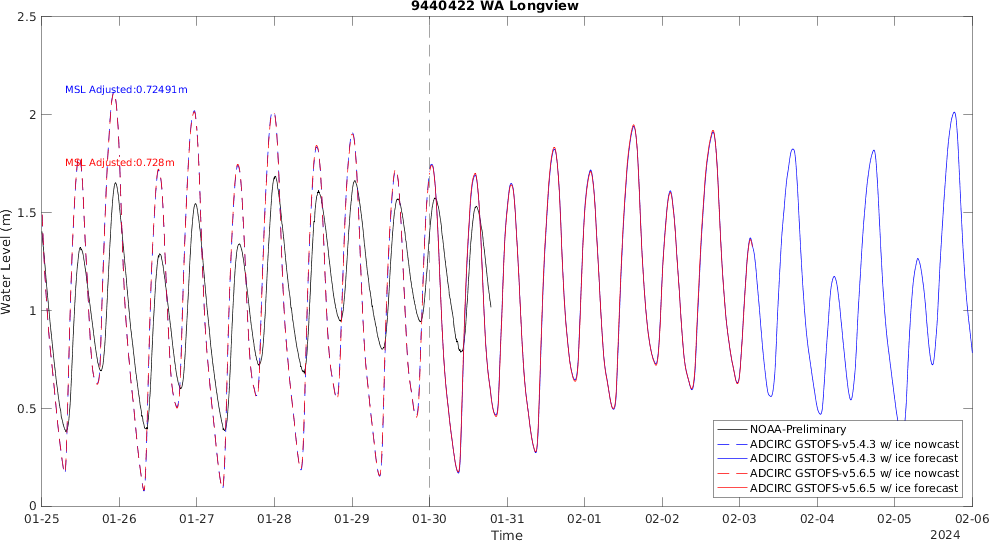 9440422 WA Longview
2.5
2
1.5
1
0.5
0
Water Level (m)
MSL Adjusted:0.72491m
MSL Adjusted:0.728m
NOAA-Preliminary
ADCIRC GSTOFS-v5.4.3 w/ ice nowcast
ADCIRC GSTOFS-v5.4.3 w/ ice forecast
ADCIRC GSTOFS-v5.6.5 w/ ice nowcast
ADCIRC GSTOFS-v5.6.5 w/ ice forecast
01-25 01-26 01-27 01-28 01-29 01-30 01-31 02-01 02-02 02-03 02-04 02-05 02-06
Time
2024